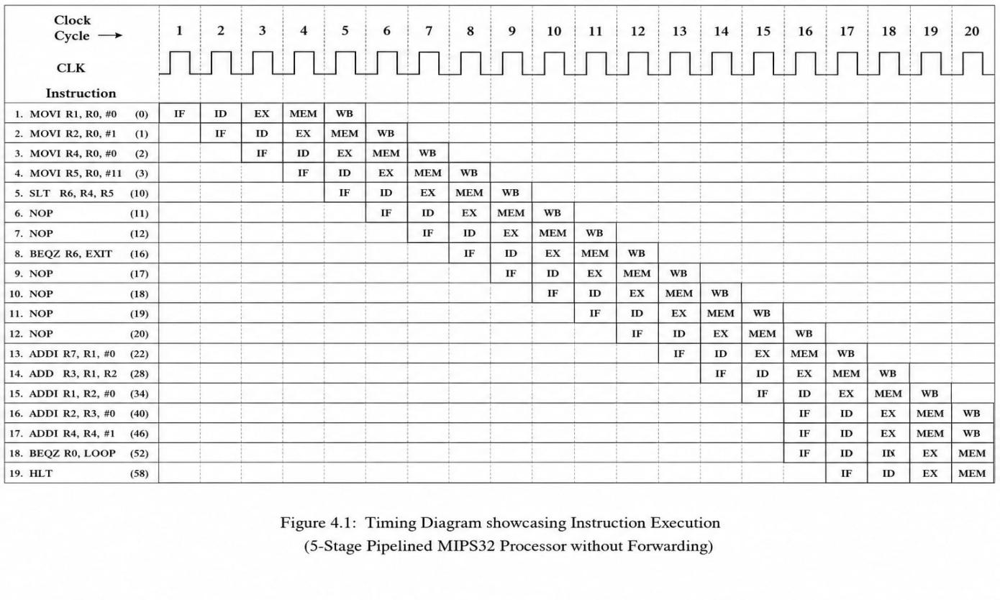 Clock
Cycle → 1 2 3 4 5 6 7 8 9 10 11 12 13 14 15 16 17 18 19 20
CLK
Instruction
1. MOVI R1, R0, #0 (0) IF ID EX MEM WB
2. MOVI R2, R0, #1 (1) IF ID EX MEM WB
3. MOVI R4, R0, #0 (2) IF ID EX MEM WB
4. MOVI R5, R0, #11 (3) IF ID EX MEM WB
5. SLT R6, R4, R5 (10) IF ID EX MEM WB
6. NOP (11) IF ID EX MEM WB
7. NOP (12) IF ID EX MEM WB
8. BEQZ R6, EXIT (16) IF ID EX MEM WB
9. NOP (17) IF ID EX MEM WB
10. NOP (18) IF ID EX MEM WB
11. NOP (19) IF ID EX MEM WB
12. NOP (20) IF ID EX MEM WB
13. ADDI R7, R1, #0 (22) IF ID EX MEM WB
14. ADD R3, R1, R2 (28) IF ID EX MEM WB
15. ADDI R1, R2, #0 (34) IF ID EX MEM WB
16. ADDI R2, R3, #0 (40) IF ID EX MEM WB
17. ADDI R4, R4, #1 (46) IF ID EX MEM WB
18. BEQZ R0, LOOP (52) IF ID EX MEM
19. HLT (58) IF ID EX MEM
Figure 4.1: Timing Diagram showcasing Instruction Execution
(5-Stage Pipelined MIPS32 Processor without Forwarding)